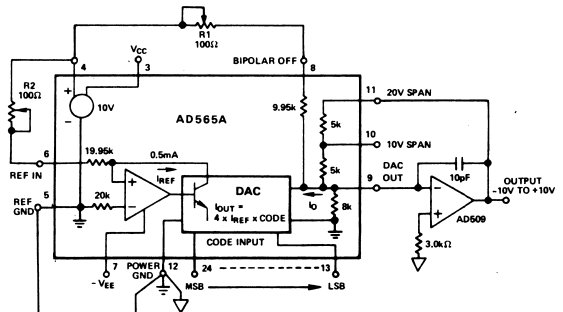 R1
100Ω
4
VCC
3
BIPOLAR OFF
8
R2
100Ω
+
10V
-
AD565A
9.95k
11
20V SPAN
5k
10
10V SPAN
5k
6
REF IN
19.95k
0.5mA
IREF
DAC
9
DAC
OUT
10pF
OUTPUT
-10V TO +10V
5
REF
GND
20k
+
-
IOUT =
4 × IREF × CODE
IO
8k
-
+
AD509
CODE INPUT
3.0kΩ
7
- VEE
POWER
GND
12
24
MSB
13
LSB